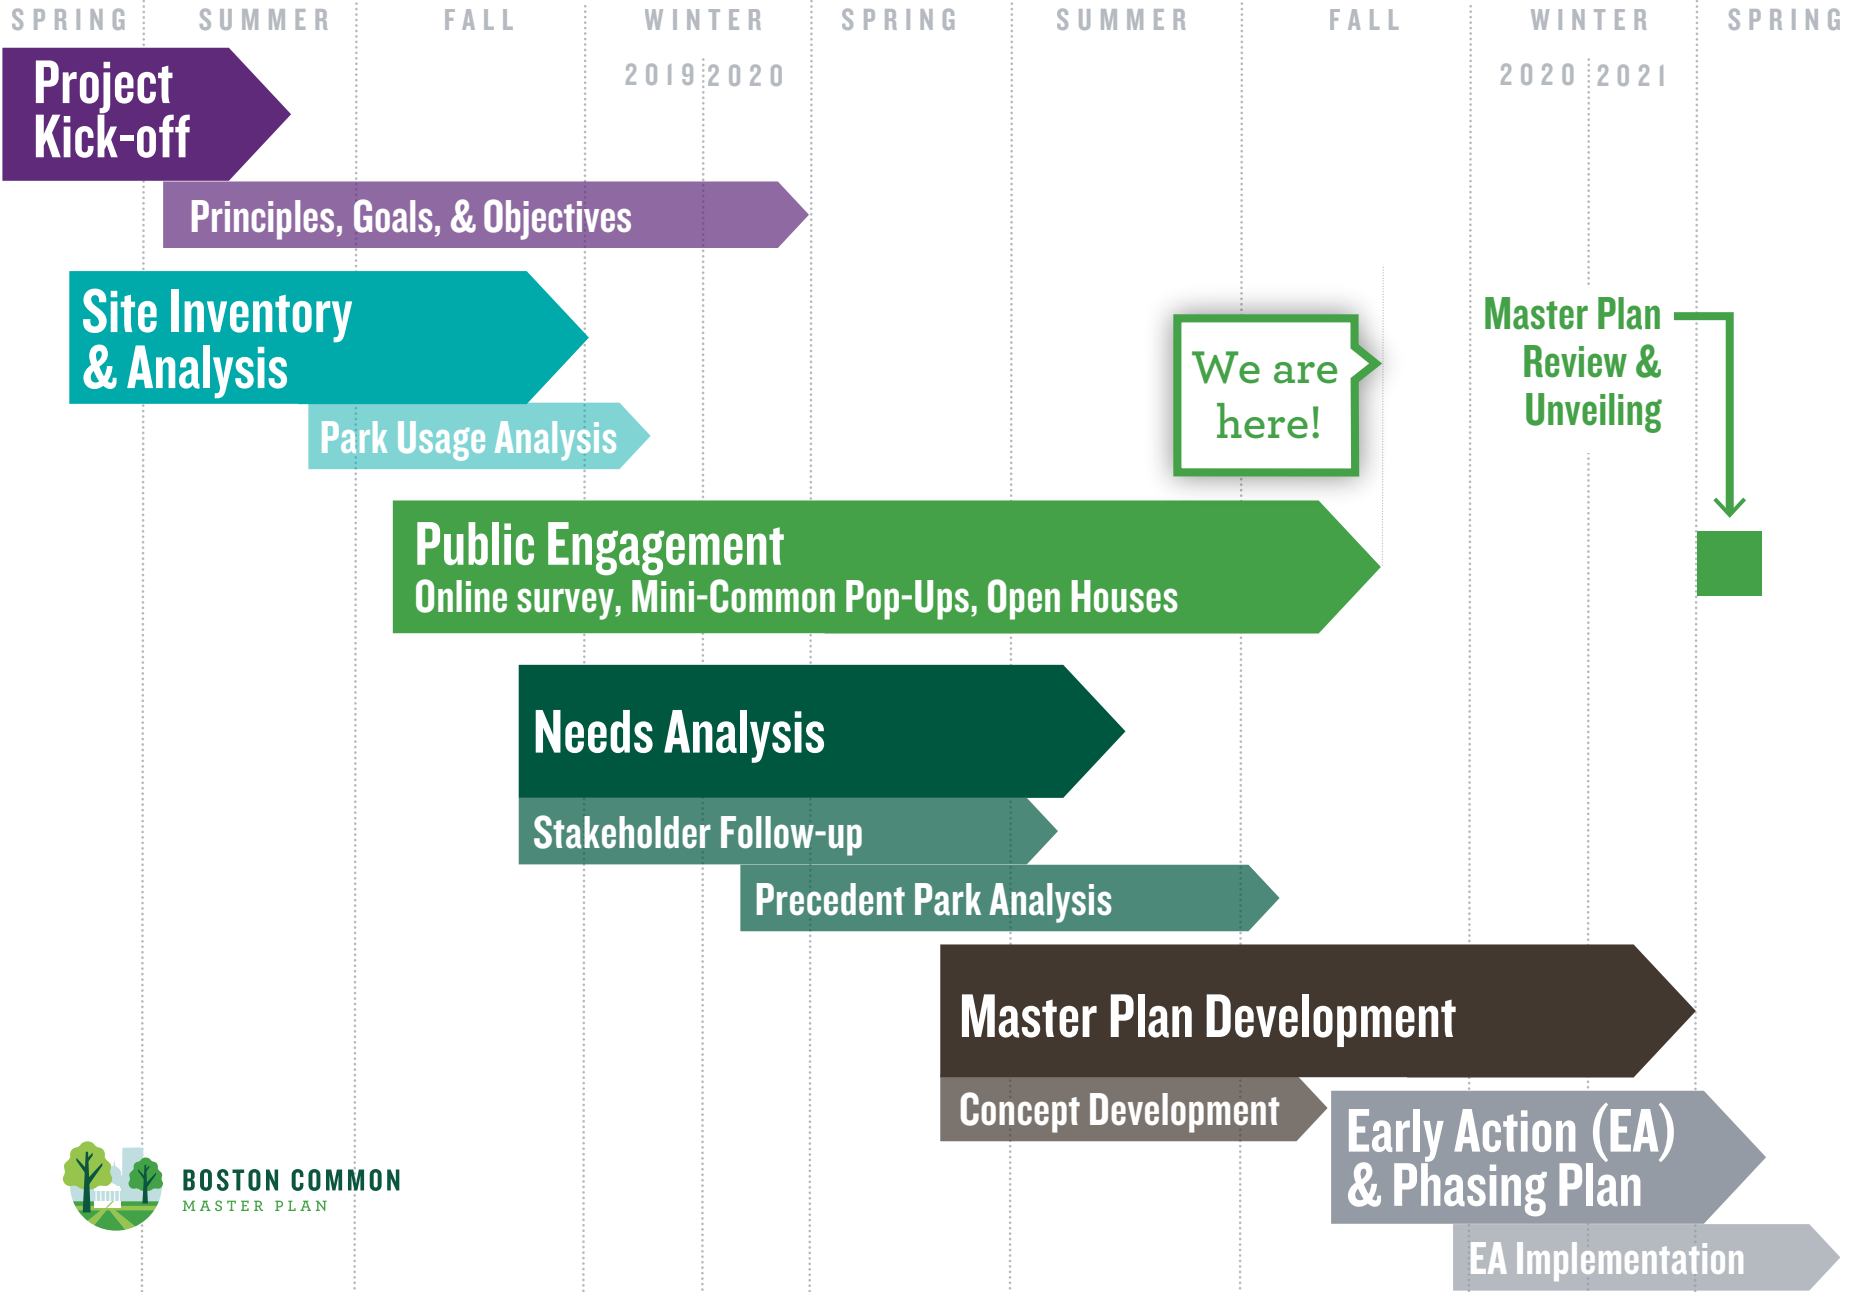 SPRING SUMMER FALL WINTER SPRING SUMMER FALL WINTER SPRING
2019 2020 2020 2021
Project
Kick-off
Principles, Goals, & Objectives
Site Inventory
& Analysis
Park Usage Analysis
We are
here!
Master Plan
Review &
Unveiling
Public Engagement
Online survey, Mini-Common Pop-Ups, Open Houses
Needs Analysis
Stakeholder Follow-up
Precedent Park Analysis
Master Plan Development
Concept Development
Early Action (EA)
& Phasing Plan
EA Implementation
BOSTON COMMON
MASTER PLAN